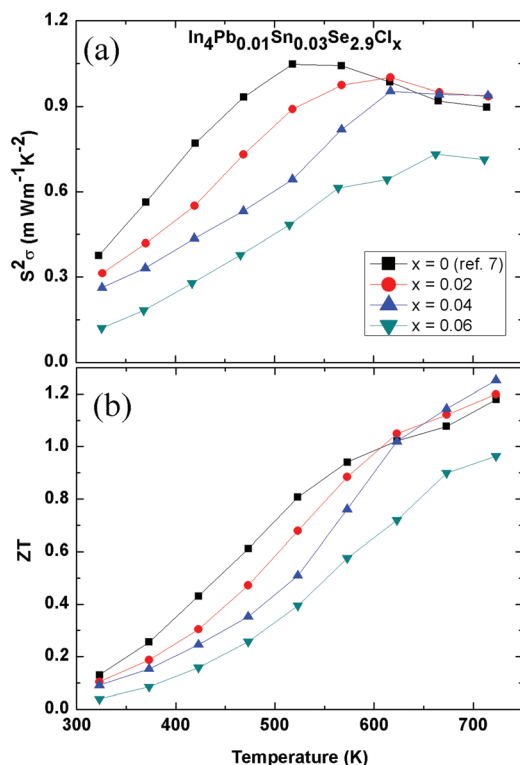 (a)
In4Pb0.01Sn0.03Se2.9Clx
1.2
0.9
0.6
0.3
0.0
S2σ (m Wm−1K−2)
x = 0 (ref. 7)
x = 0.02
x = 0.04
x = 0.06
(b)
1.2
1.0
0.8
0.6
0.4
0.2
0.0
ZT
300 400 500 600 700
Temperature (K)